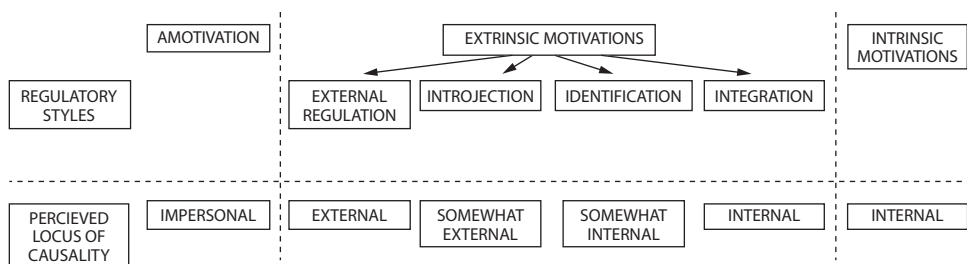 AMOTIVATION
EXTRINSIC MOTIVATIONS
INTRINSIC
MOTIVATIONS
REGULATORY
STYLES
EXTERNAL
REGULATION
INTROJECTION
IDENTIFICATION
INTEGRATION
PERCIEVED
LOCUS OF
CAUSALITY
IMPERSONAL
EXTERNAL
SOMEWHAT
EXTERNAL
SOMEWHAT
INTERNAL
INTERNAL
INTERNAL